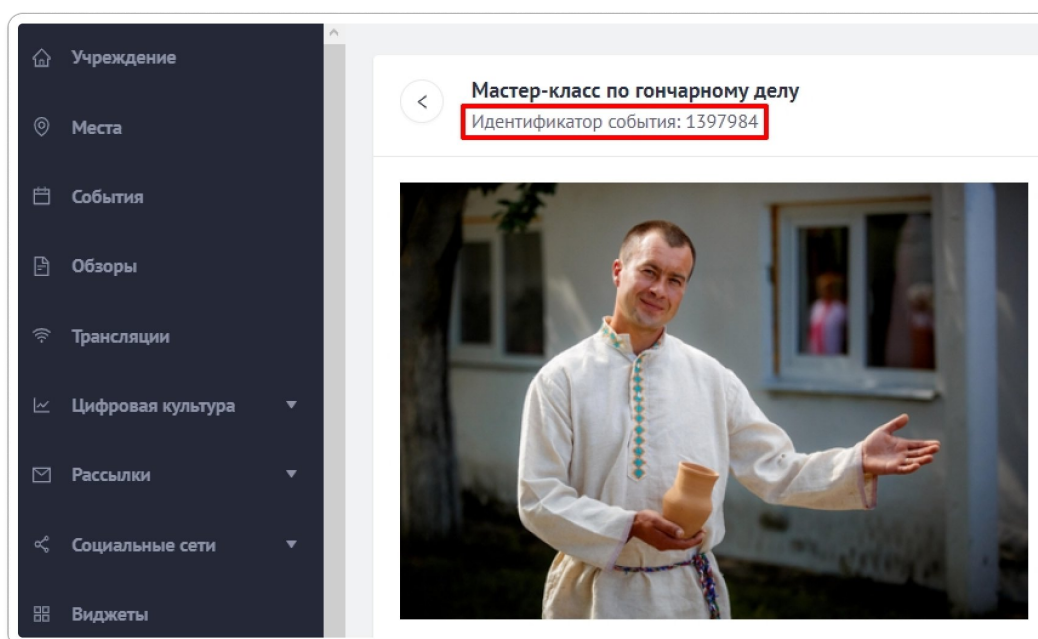 Учреждение
Места
События
Обзоры
Трансляции
Цифровая культура
Рассылки
Социальные сети
Виджеты
Мастер-класс по гончарному делу
Идентификатор события: 1397984